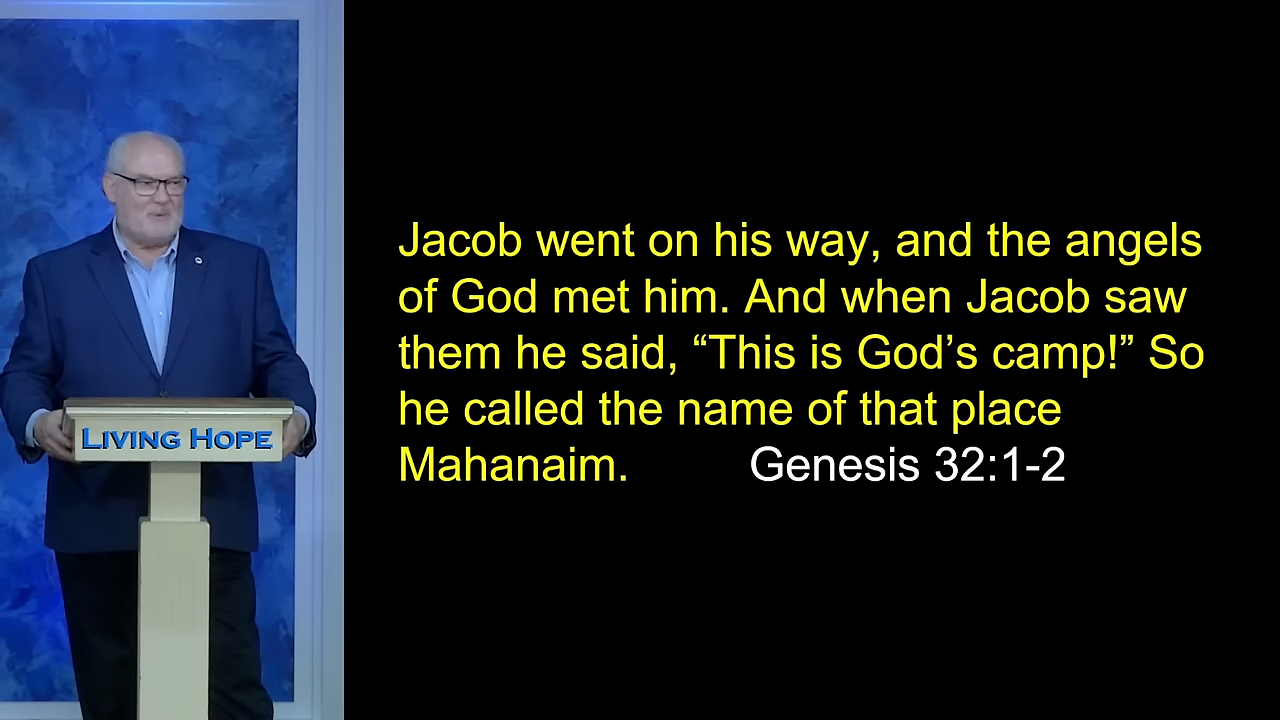 LIVING HOPE
Jacob went on his way, and the angels
of God met him. And when Jacob saw
them he said, “This is God’s camp!” So
he called the name of that place
Mahanaim. Genesis 32:1-2